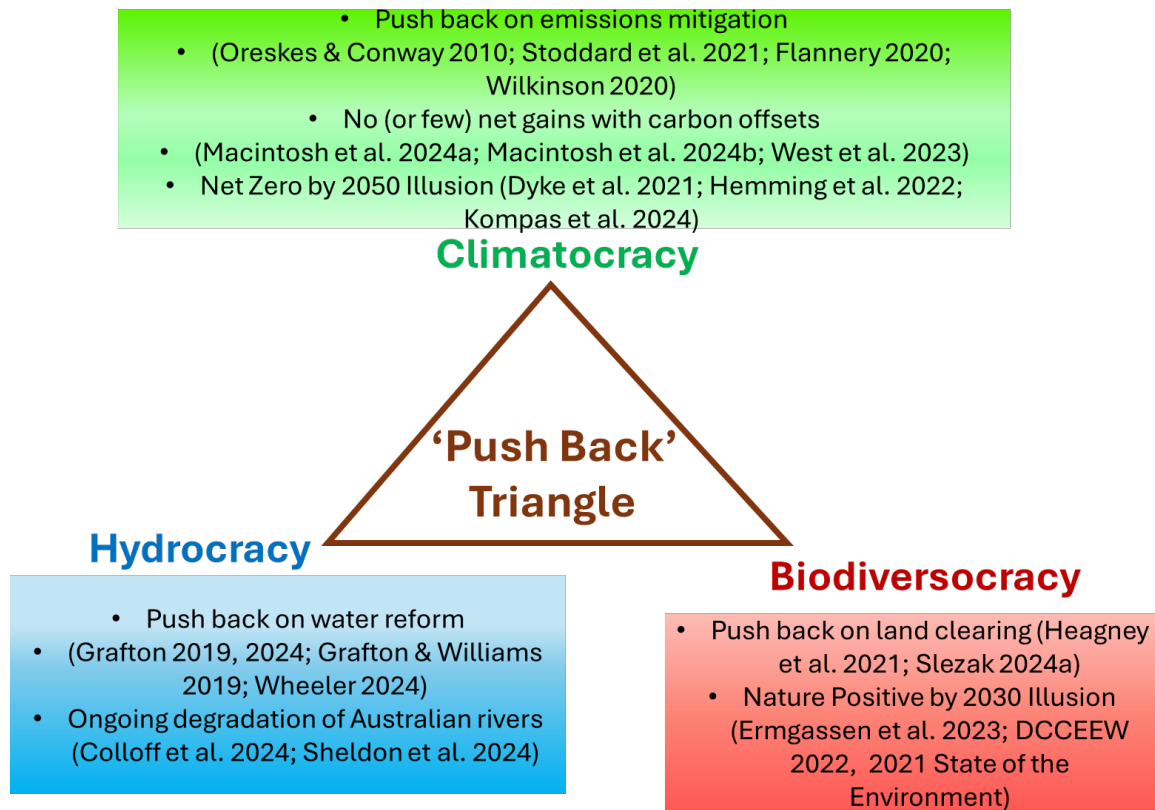 • Push back on emissions mitigation
• (Oreskes & Conway 2010; Stoddard et al. 2021; Flannery 2020;
Wilkinson 2020)
• No (or few) net gains with carbon offsets
• (Macintosh et al. 2024a; Macintosh et al. 2024b; West et al. 2023)
• Net Zero by 2050 Illusion (Dyke et al. 2021; Hemming et al. 2022;
Kompas et al. 2024)
Climatocracy
‘Push Back’
Triangle
Hydrocracy
• Push back on water reform
• (Grafton 2019, 2024; Grafton & Williams
2019; Wheeler 2024)
• Ongoing degradation of Australian rivers
(Colloff et al. 2024; Sheldon et al. 2024)
Biodiversocracy
• Push back on land clearing (Heagney
et al. 2021; Slezak 2024a)
• Nature Positive by 2030 Illusion
(Ermgassen et al. 2023; DCCEEW
2022, 2021 State of the
Environment)